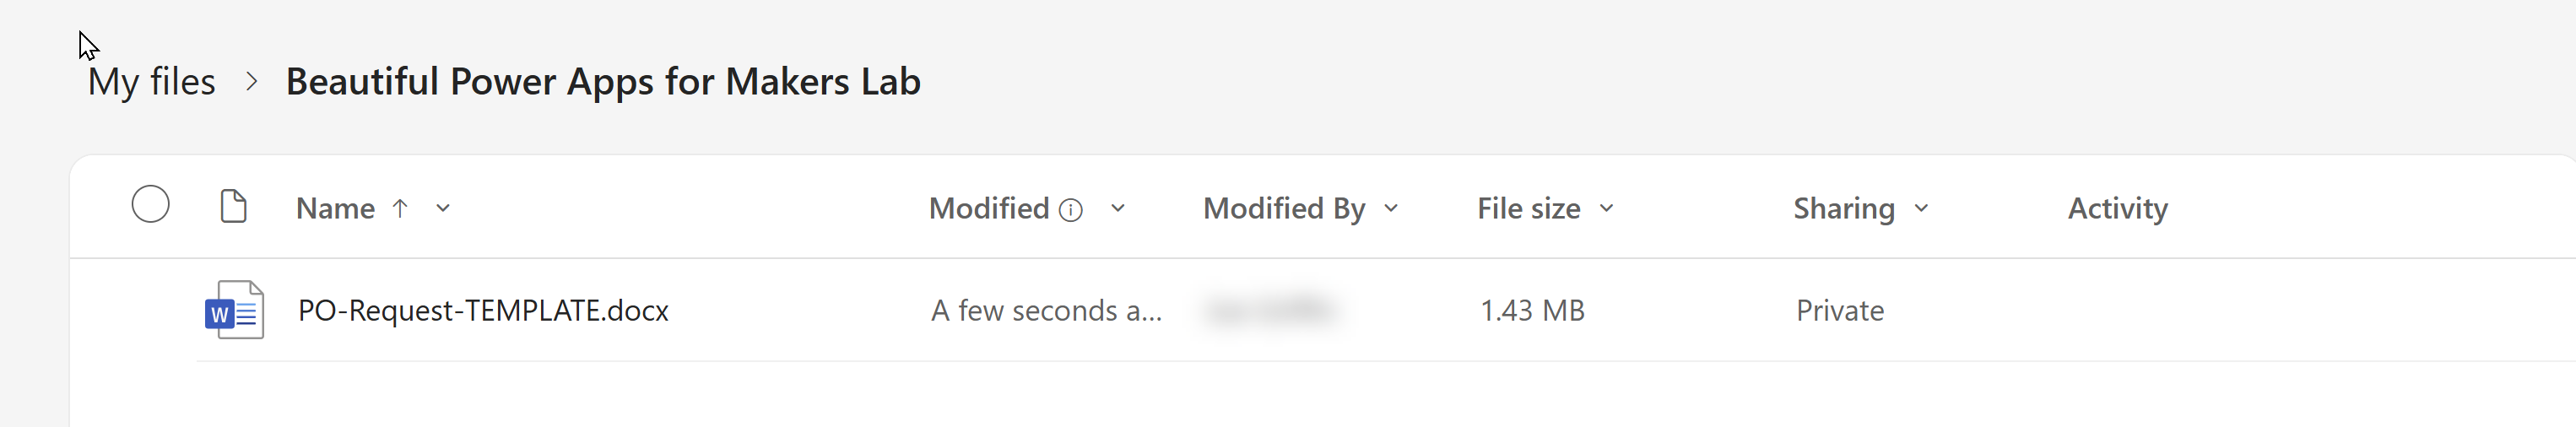 My files > Beautiful Power Apps for Makers Lab
Name Modified Modified By File size Sharing Activity
PO-Request-TEMPLATE.docx A few seconds a... 1.43 MB Private